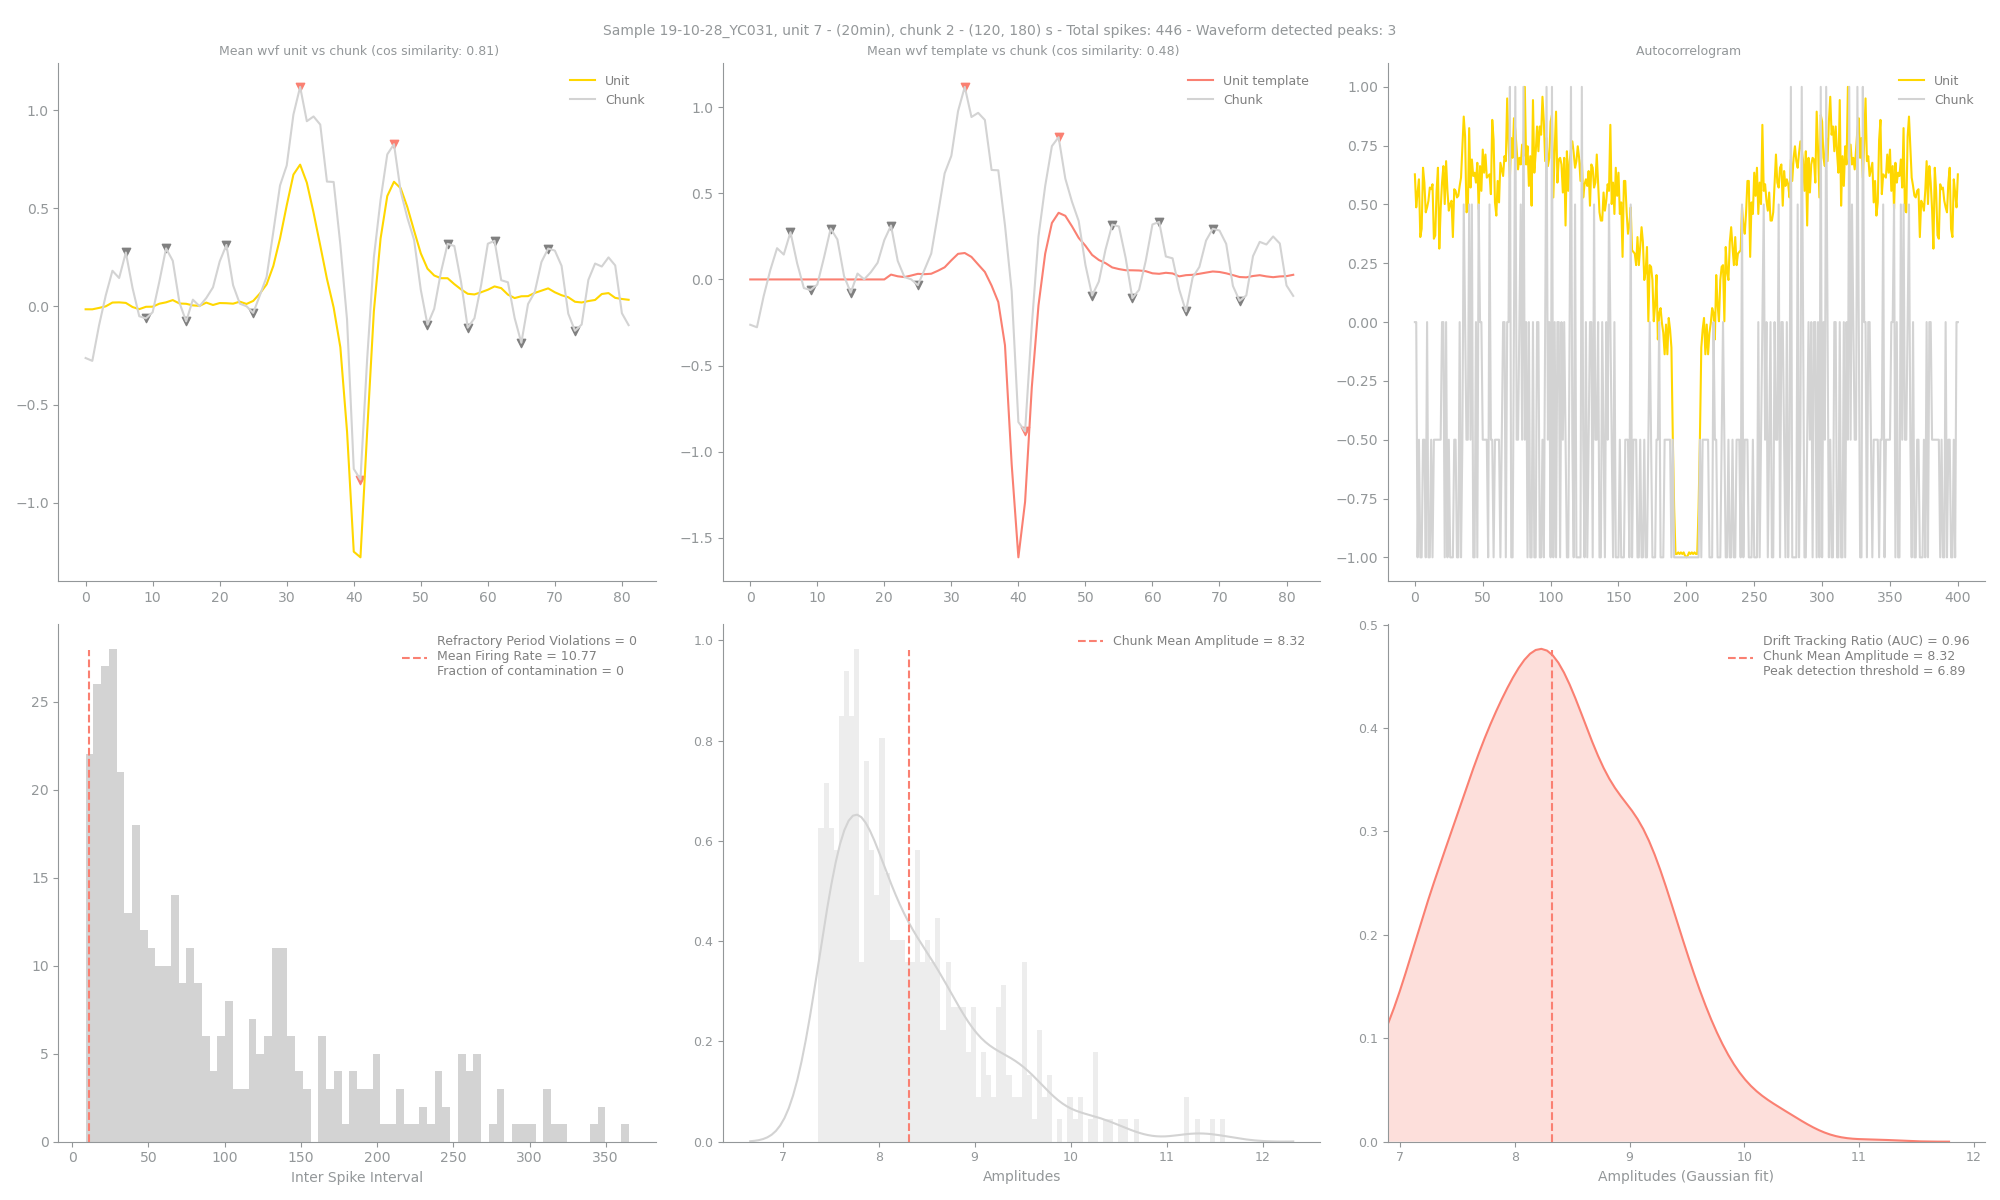 Sample 19-10-28_YC031, unit 7 - (20min), chunk 2 - (120, 180) s - Total spikes: 446 - Waveform detected peaks: 3
Mean wvf unit vs chunk (cos similarity: 0.81)
Unit
Chunk
1.0
0.5
0.0
−0.5
−1.0
0 10 20 30 40 50 60 70 80
Mean wvf template vs chunk (cos similarity: 0.48)
Unit template
Chunk
1.0
0.5
0.0
−0.5
−1.0
−1.5
0 10 20 30 40 50 60 70 80
Autocorrelogram
Unit
Chunk
1.00
0.75
0.50
0.25
0.00
−0.25
−0.50
−0.75
−1.00
0 50 100 150 200 250 300 350 400
Refractory Period Violations = 0
Mean Firing Rate = 10.77
Fraction of contamination = 0
25
20
15
10
5
0
0 50 100 150 200 250 300 350
Inter Spike Interval
Chunk Mean Amplitude = 8.32
1.0
0.8
0.6
0.4
0.2
0.0
7 8 9 10 11 12
Amplitudes
Drift Tracking Ratio (AUC) = 0.96
Chunk Mean Amplitude = 8.32
Peak detection threshold = 6.89
0.5
0.4
0.3
0.2
0.1
0.0
7 8 9 10 11 12
Amplitudes (Gaussian fit)